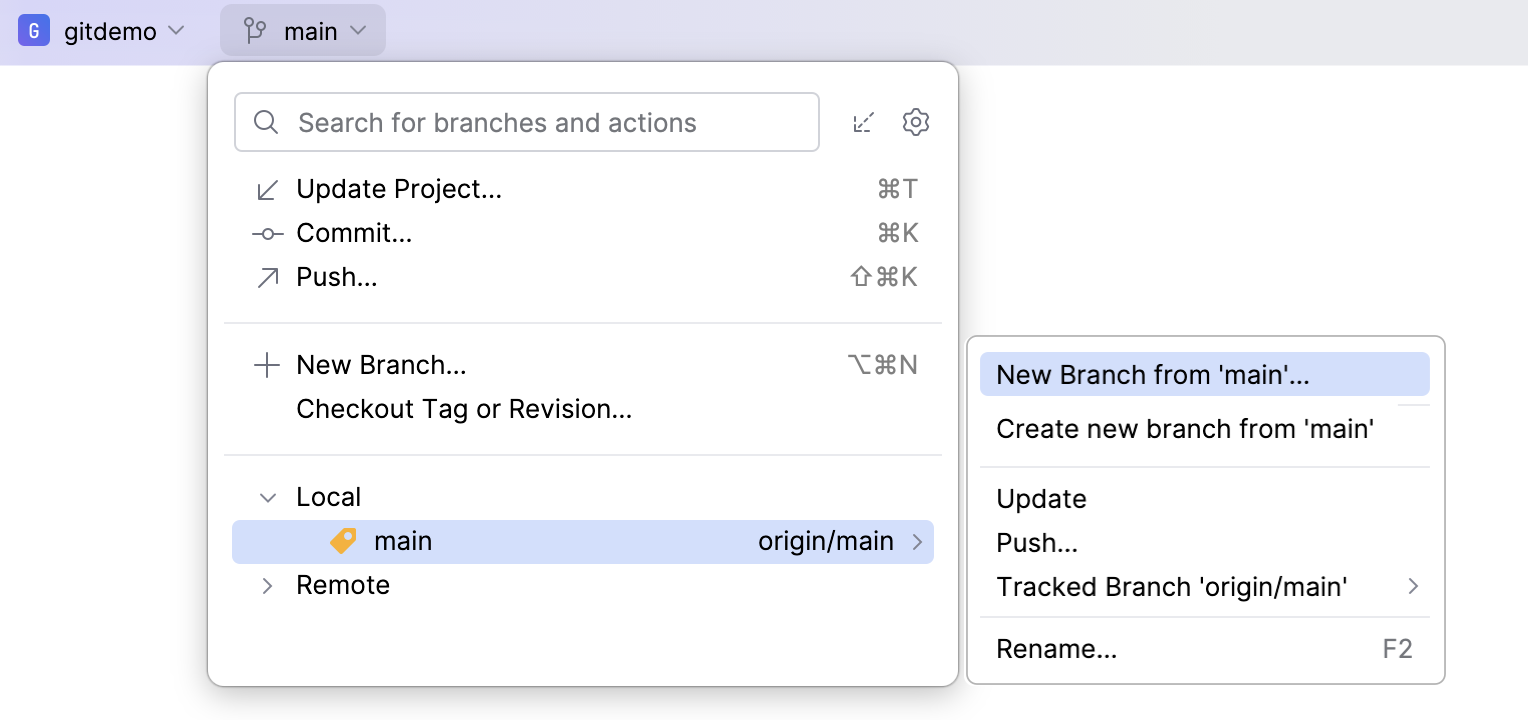 G gitdemo main
Search for branches and actions
Update Project... ⌘T
Commit... ⌘K
Push... ⇧⌘K
New Branch... ⌥⌘N
Checkout Tag or Revision...
Local
main origin/main
Remote
New Branch from 'main'...
Create new branch from 'main'
Update
Push...
Tracked Branch 'origin/main'
Rename... F2